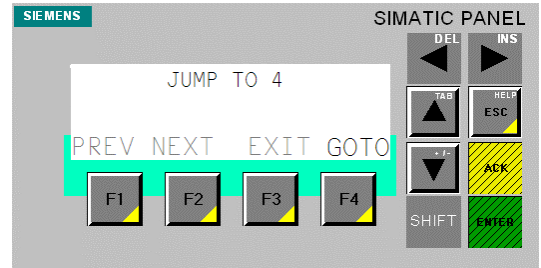 SIEMENS
SIMATIC PANEL
DEL
INS
JUMP TO 4
TAB
HELP
ESC
PREV NEXT EXIT GOTO
+/-
ACK
F1 F2 F3 F4
SHIFT
ENTER